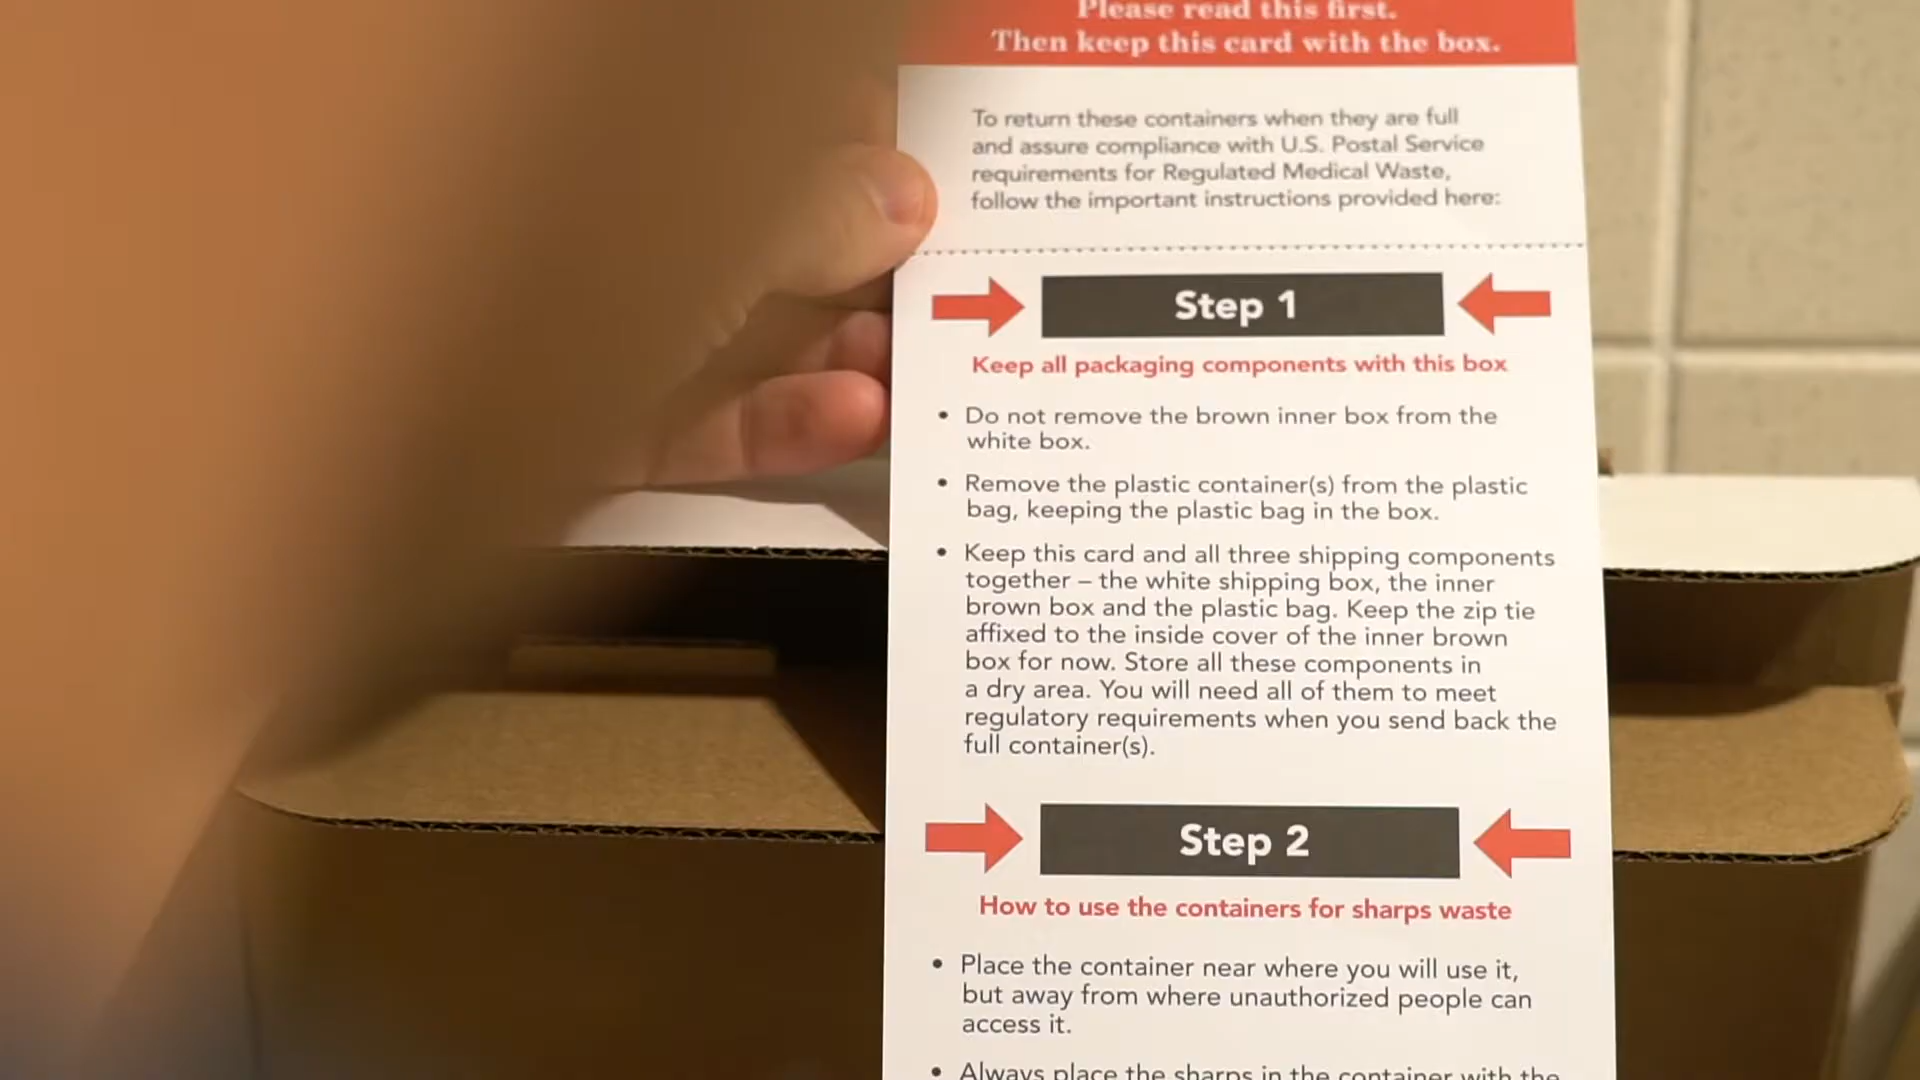 Please read this first.
Then keep this card with the box.
To return these containers when they are full
and assure compliance with U.S. Postal Service
requirements for Regulated Medical Waste,
follow the important instructions provided here:
Step 1
Keep all packaging components with this box
• Do not remove the brown inner box from the
white box.
• Remove the plastic container(s) from the plastic
bag, keeping the plastic bag in the box.
• Keep this card and all three shipping components
together – the white shipping box, the inner
brown box and the plastic bag. Keep the zip tie
affixed to the inside cover of the inner brown
box for now. Store all these components in
a dry area. You will need all of them to meet
regulatory requirements when you send back the
full container(s).
Step 2
How to use the containers for sharps waste
• Place the container near where you will use it,
but away from where unauthorized people can
access it.
• Always place the sharps in the container with the